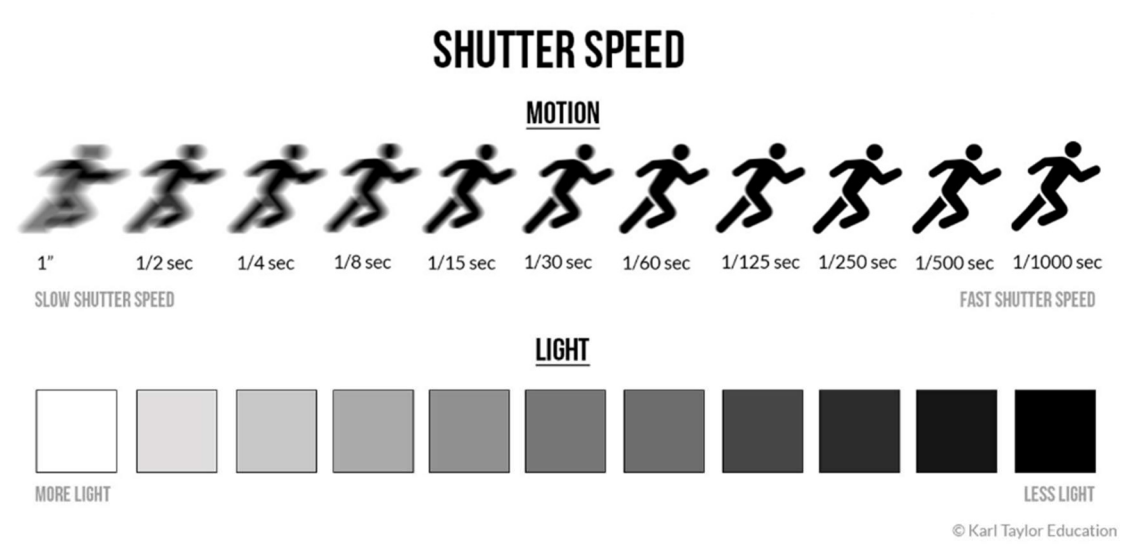 SHUTTER SPEED
MOTION
1” 1/2 sec 1/4 sec 1/8 sec 1/15 sec 1/30 sec 1/60 sec 1/125 sec 1/250 sec 1/500 sec 1/1000 sec
SLOW SHUTTER SPEED FAST SHUTTER SPEED
LIGHT
MORE LIGHT LESS LIGHT
© Karl Taylor Education